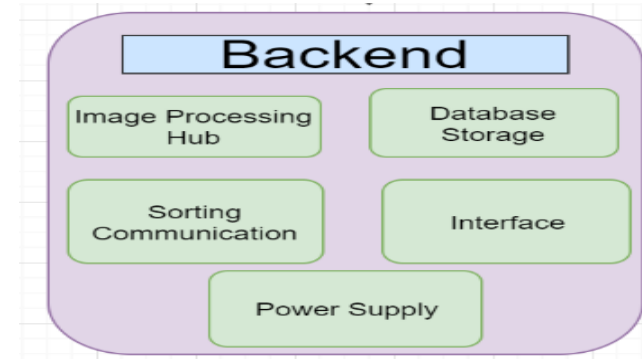 Backend
Image Processing
Hub
Database
Storage
Sorting
Communication
Interface
Power Supply